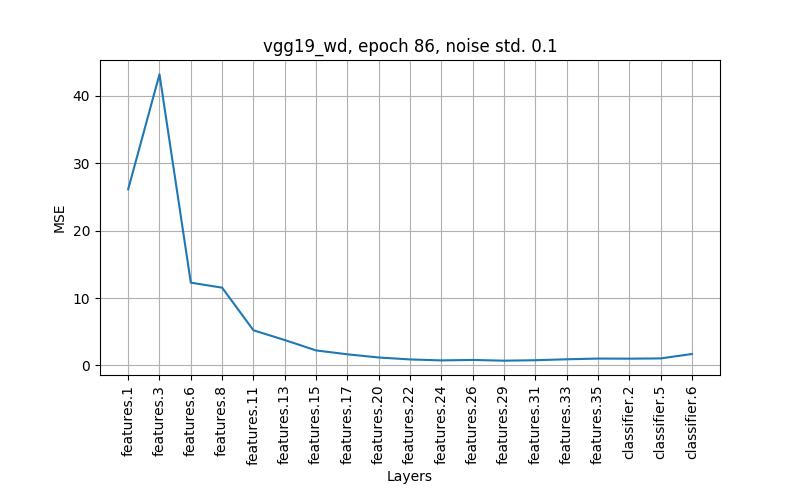 vgg19_wd, epoch 86, noise std. 0.1
MSE
40
30
20
10
0
features.1
features.3
features.6
features.8
features.11
features.13
features.15
features.17
features.20
features.22
features.24
features.26
features.29
features.31
features.33
features.35
classifier.2
classifier.5
classifier.6
Layers